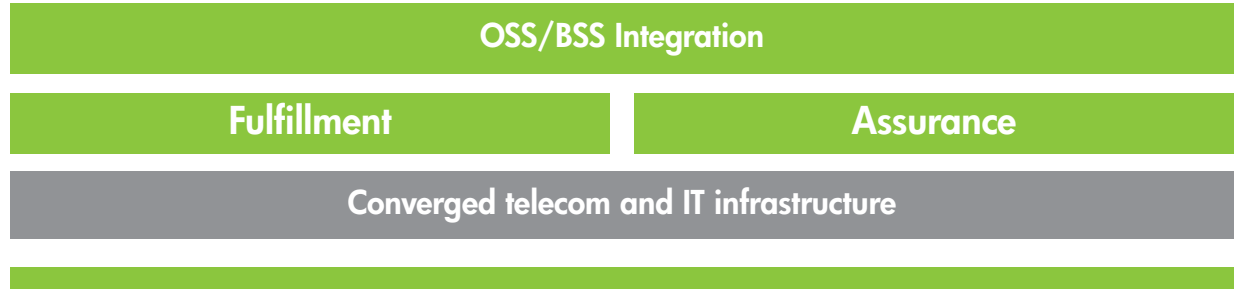 OSS/BSS Integration
Fulfillment
Assurance
Converged telecom and IT infrastructure